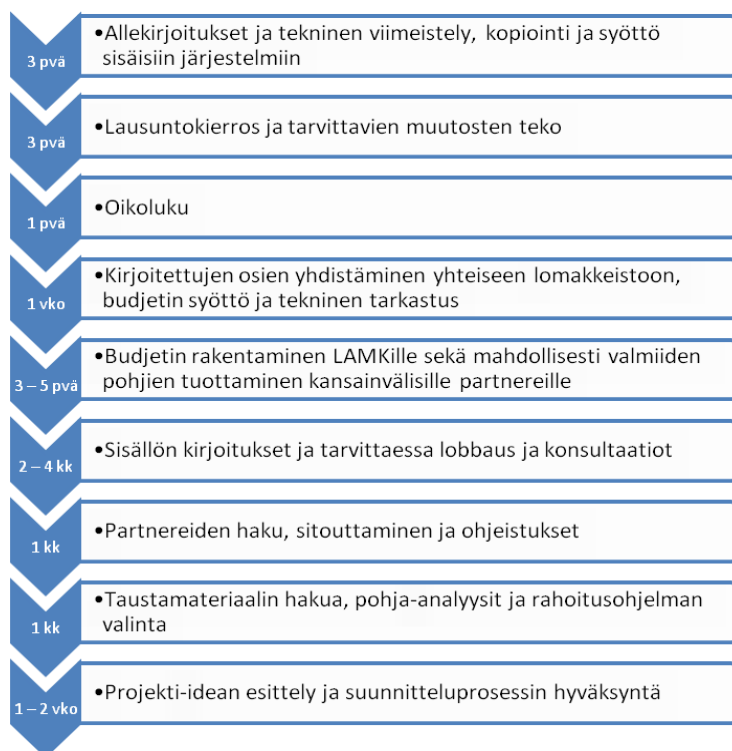 3 pvä
•Allekirjoitukset ja tekninen viimeistely, kopiointi ja syöttö
sisäisiin järjestelmiin
3 pvä
•Lausuntokierros ja tarvittavien muutosten teko
1 pvä
•Oikoluku
1 vko
•Kirjoitettujen osien yhdistäminen yhteiseen lomakkeistoon,
budjetin syöttö ja tekninen tarkastus
3 – 5 pvä
•Budjetin rakentaminen LAMKille sekä mahdollisesti valmiiden
pohjien tuottaminen kansainvälisille partnereille
2 – 4 kk
•Sisällön kirjoitukset ja tarvittaessa lobbaus ja konsultaatiot
1 kk
•Partnereiden haku, sitouttaminen ja ohjeistukset
1 kk
•Taustamateriaalin hakua, pohja-analyysit ja rahoitusohjelman
valinta
1 – 2 vko
•Projekti-idean esittely ja suunnitteluprosessin hyväksyntä